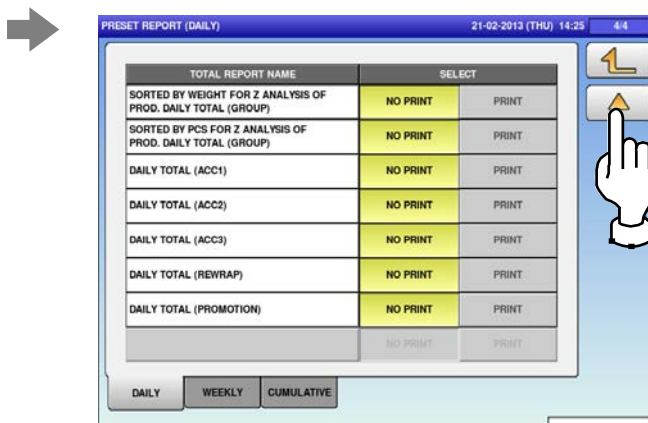 PRESET REPORT (DAILY) 21-02-2013 (THU) 14:25 4/4
TOTAL REPORT NAME SELECT
SORTED BY WEIGHT FOR Z ANALYSIS OF
PROD. DAILY TOTAL (GROUP) NO PRINT PRINT
SORTED BY PCS FOR Z ANALYSIS OF
PROD. DAILY TOTAL (GROUP) NO PRINT PRINT
DAILY TOTAL (ACC1) NO PRINT PRINT
DAILY TOTAL (ACC2) NO PRINT PRINT
DAILY TOTAL (ACC3) NO PRINT PRINT
DAILY TOTAL (REWRAP) NO PRINT PRINT
DAILY TOTAL (PROMOTION) NO PRINT PRINT
NO PRINT PRINT
DAILY WEEKLY CUMULATIVE